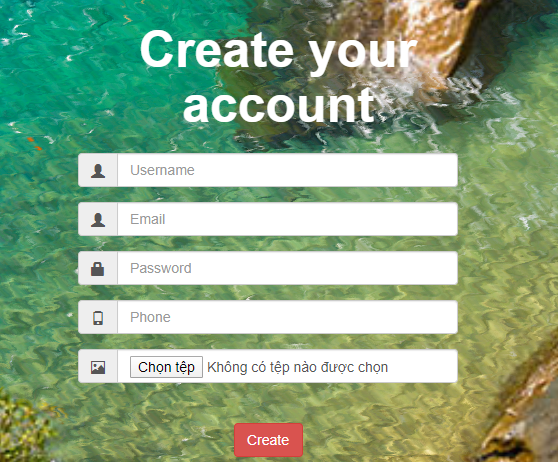 Create your
account
Username
Email
Password
Phone
Chọn tệp Không có tệp nào được chọn
Create